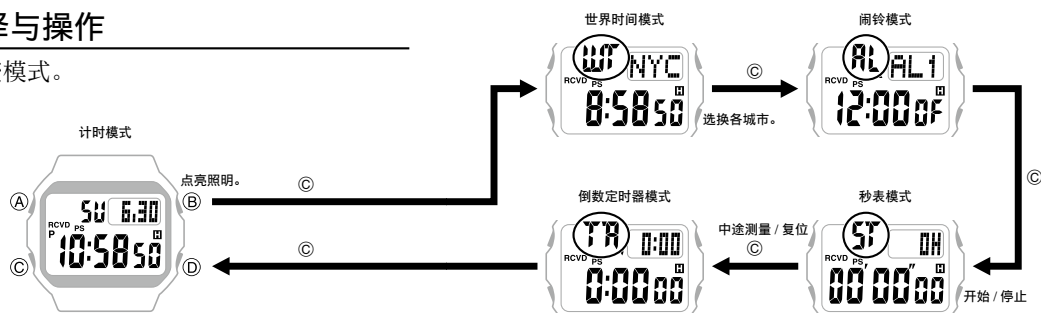 与操作
模式。
计时模式
点亮照明。
Ⓐ
Ⓑ
Ⓒ
Ⓓ
SU 6.30
RCVD PS
P
H
10:58 50
Ⓒ
世界时间模式
WT NYC
RCVD PS
H
8:58 50
选换各城市。
Ⓒ
闹铃模式
AL AL1
RCVD PS
H
12:00 OF
Ⓒ
秒表模式
ST 0H
RCVD PS
H
00'00"00
开始 / 停止
中途测量 / 复位
Ⓒ
倒数定时器模式
TR 0:00
RCVD PS
H
0:00 00
Ⓒ